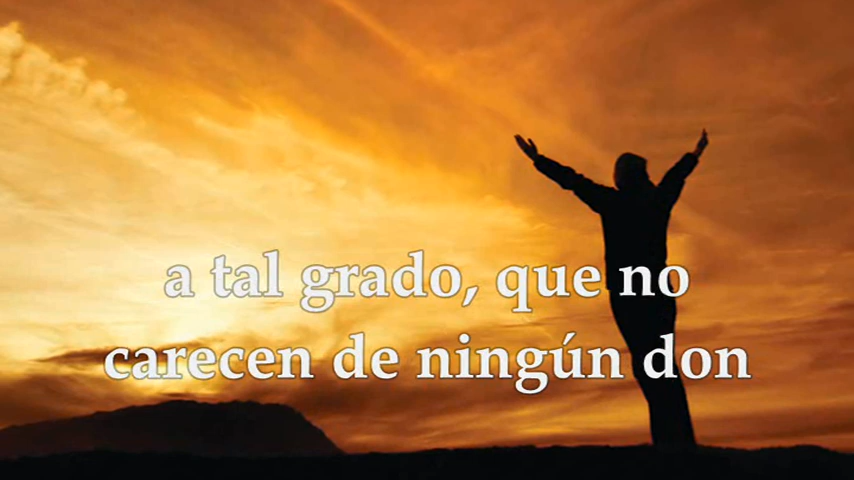 a tal grado, que no
carecen de ningún don